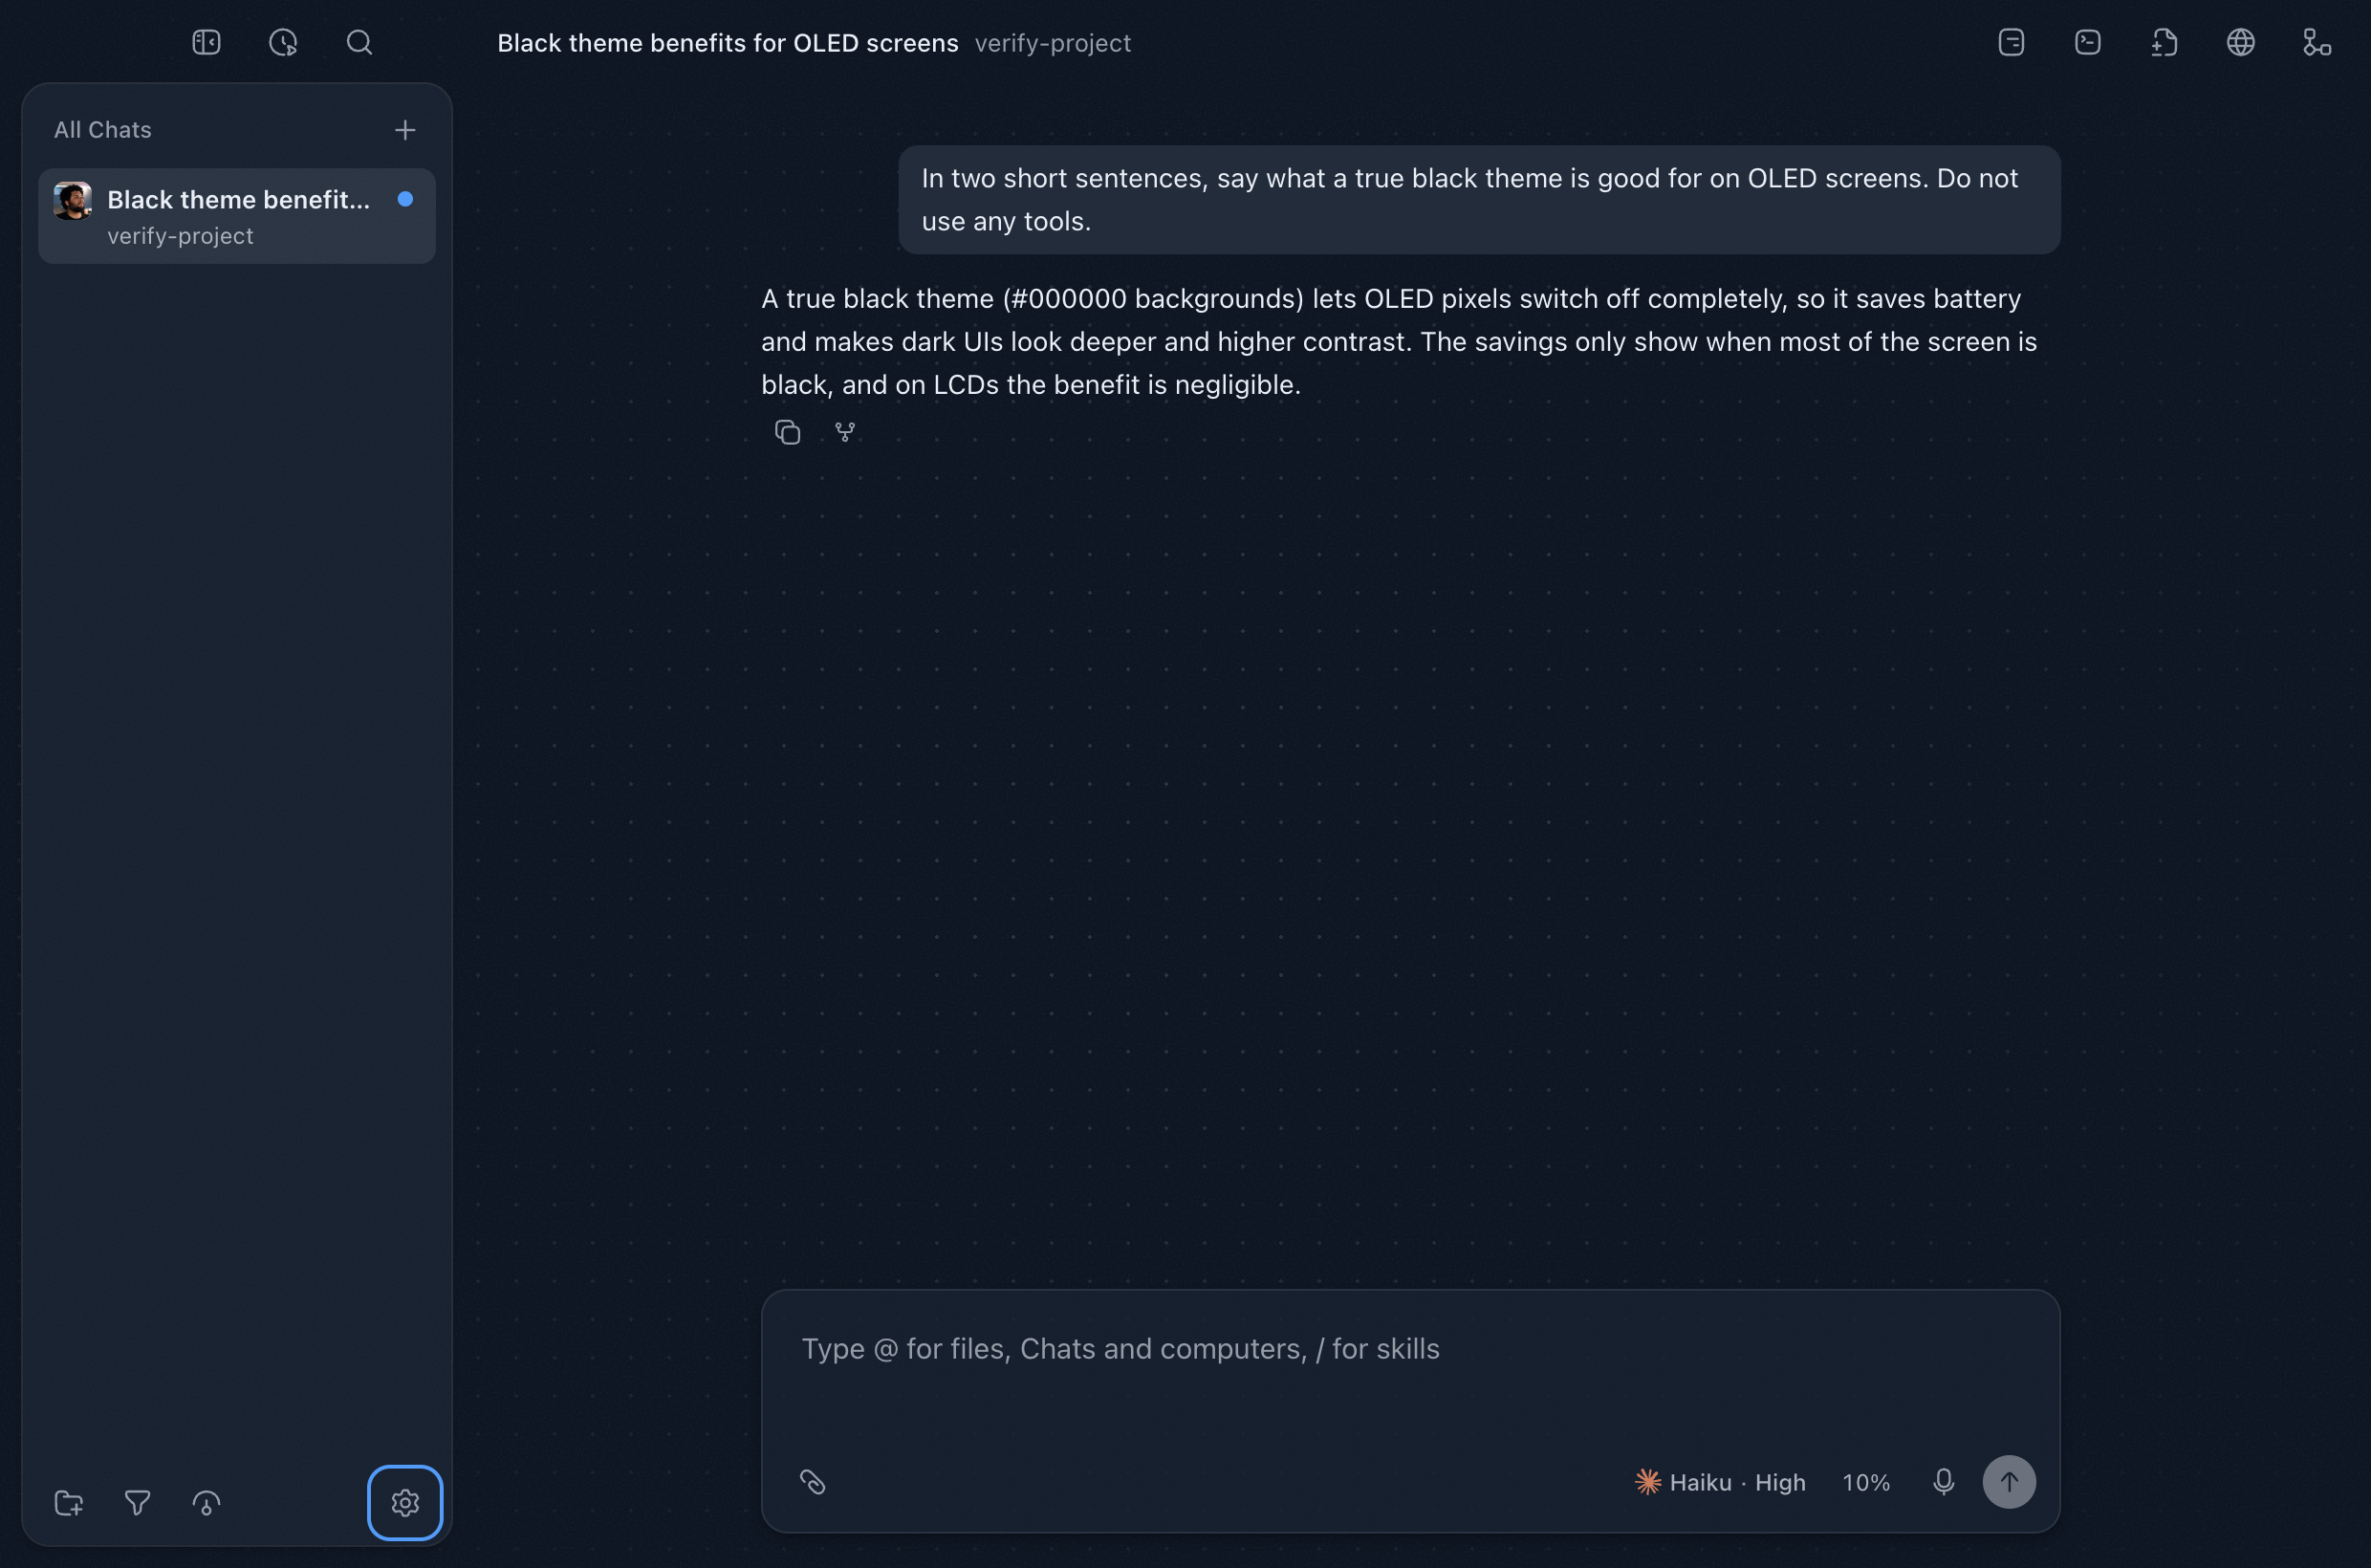 Black theme benefits for OLED screens verify-project
All Chats
Black theme benefit...
verify-project
In two short sentences, say what a true black theme is good for on OLED screens. Do not
use any tools.
A true black theme (#000000 backgrounds) lets OLED pixels switch off completely, so it saves battery
and makes dark UIs look deeper and higher contrast. The savings only show when most of the screen is
black, and on LCDs the benefit is negligible.
Type @ for files, Chats and computers, / for skills
Haiku · High 10%